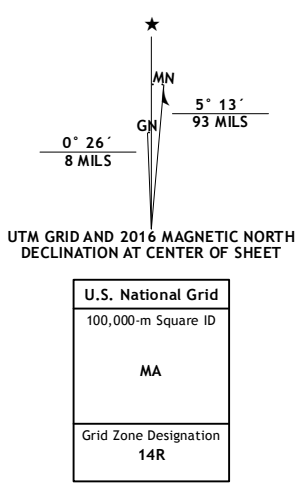 ★
MN
GN
5° 13´
93 MILS
0° 26´
8 MILS
UTM GRID AND 2016 MAGNETIC NORTH
DECLINATION AT CENTER OF SHEET
U.S. National Grid
100,000-m Square ID
MA
Grid Zone Designation
14R